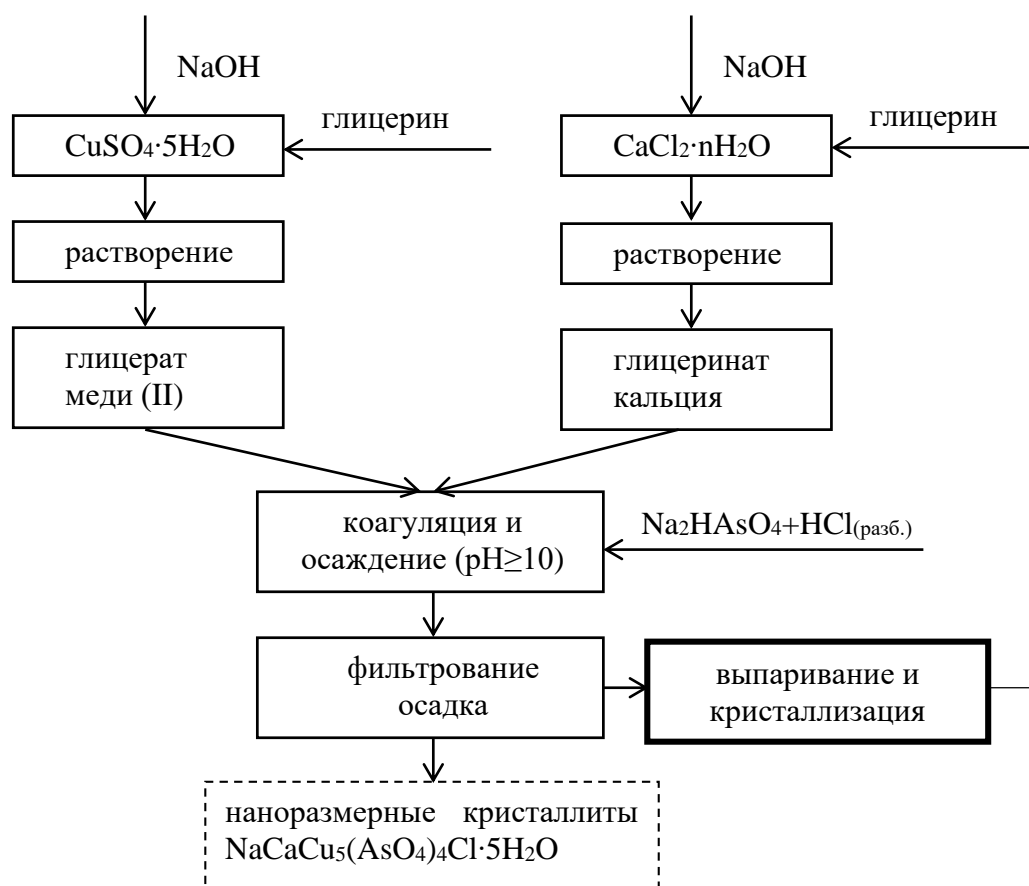 NaOH
NaOH
глицерин
глицерин
CuSO₄·5H₂O
CaCl₂·nH₂O
растворение
растворение
глицерат
меди (II)
глицеринат
кальция
коагуляция и
осаждение (pH≥10)
Na₂HAsO₄+HCl(разб.)
фильтрование
осадка
выпаривание и
кристаллизация
наноразмерные кристаллиты
NaCaCu₅(AsO₄)₄Cl·5H₂O